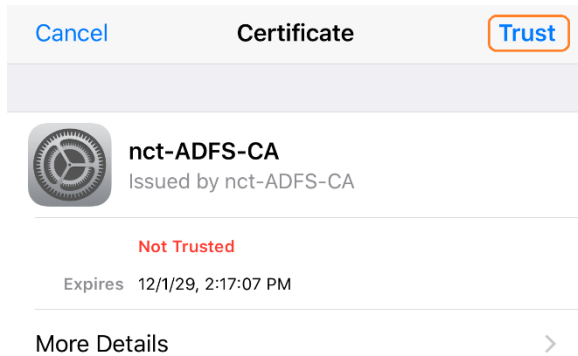 Cancel Certificate Trust
nct-ADFS-CA
Issued by nct-ADFS-CA
Not Trusted
Expires 12/1/29, 2:17:07 PM
More Details